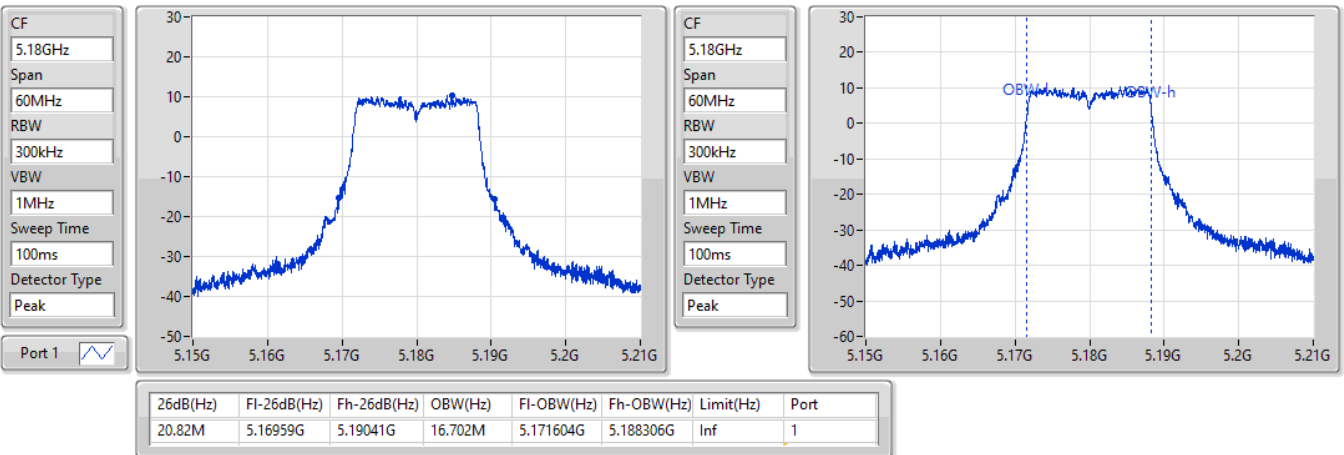 CF
5.18GHz
Span
60MHz
RBW
300kHz
VBW
1MHz
Sweep Time
100ms
Detector Type
Peak
Port 1
30
20
10
0
-10
-20
-30
-40
-50
5.15G 5.16G 5.17G 5.18G 5.19G 5.2G 5.21G
CF
5.18GHz
Span
60MHz
RBW
300kHz
VBW
1MHz
Sweep Time
100ms
Detector Type
Peak
30
20
10
0
-10
-20
-30
-40
-50
-60
OBW-l OBW-h
5.15G 5.16G 5.17G 5.18G 5.19G 5.2G 5.21G
26dB(Hz) Fl-26dB(Hz) Fh-26dB(Hz) OBW(Hz) Fl-OBW(Hz) Fh-OBW(Hz) Limit(Hz) Port
20.82M 5.16959G 5.19041G 16.702M 5.171604G 5.188306G Inf 1